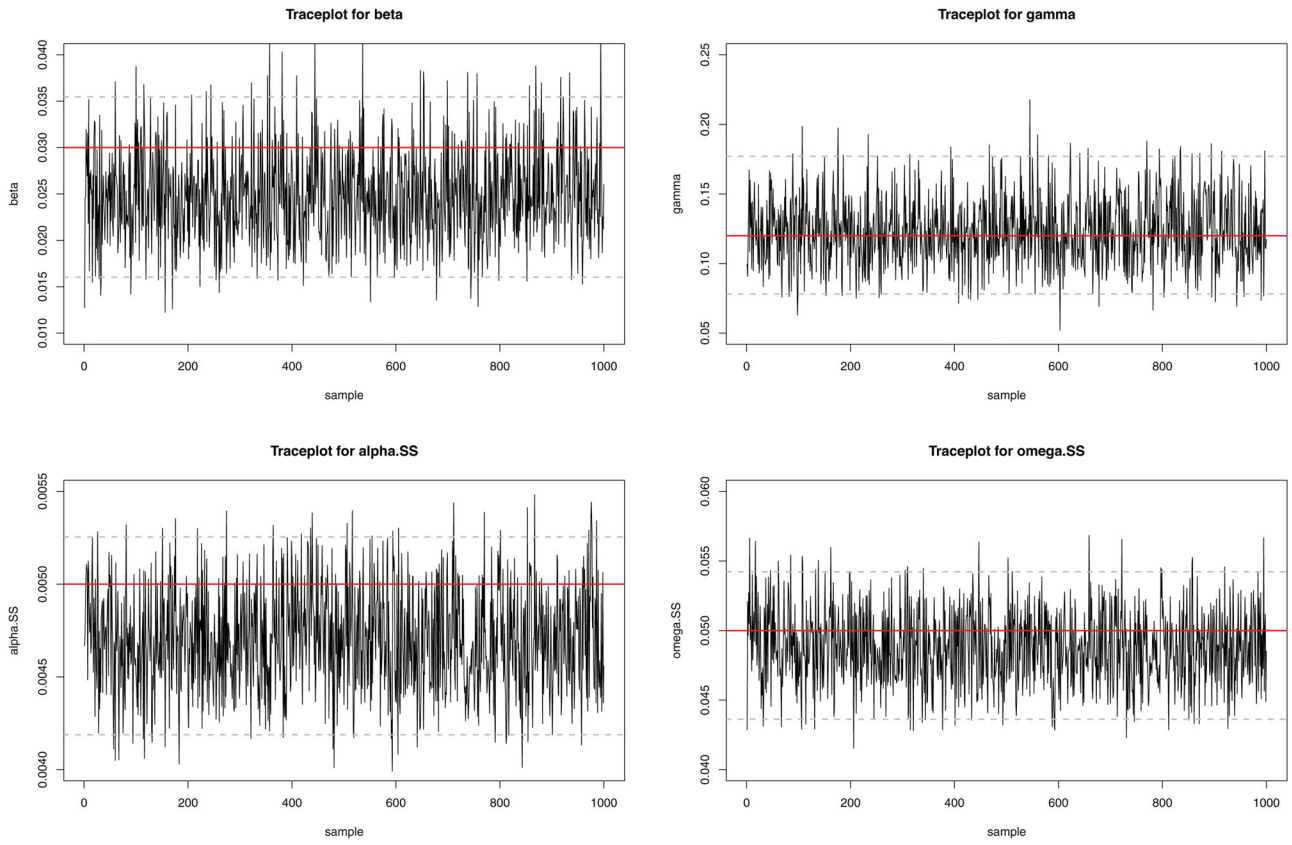 Traceplot for beta
beta
0.040
0.035
0.030
0.025
0.020
0.015
0.010
0 200 400 600 800 1000
sample
Traceplot for gamma
gamma
0.25
0.20
0.15
0.10
0.05
0 200 400 600 800 1000
sample
Traceplot for alpha.SS
alpha.SS
0.0055
0.0050
0.0045
0.0040
0 200 400 600 800 1000
sample
Traceplot for omega.SS
omega.SS
0.060
0.055
0.050
0.045
0.040
0 200 400 600 800 1000
sample